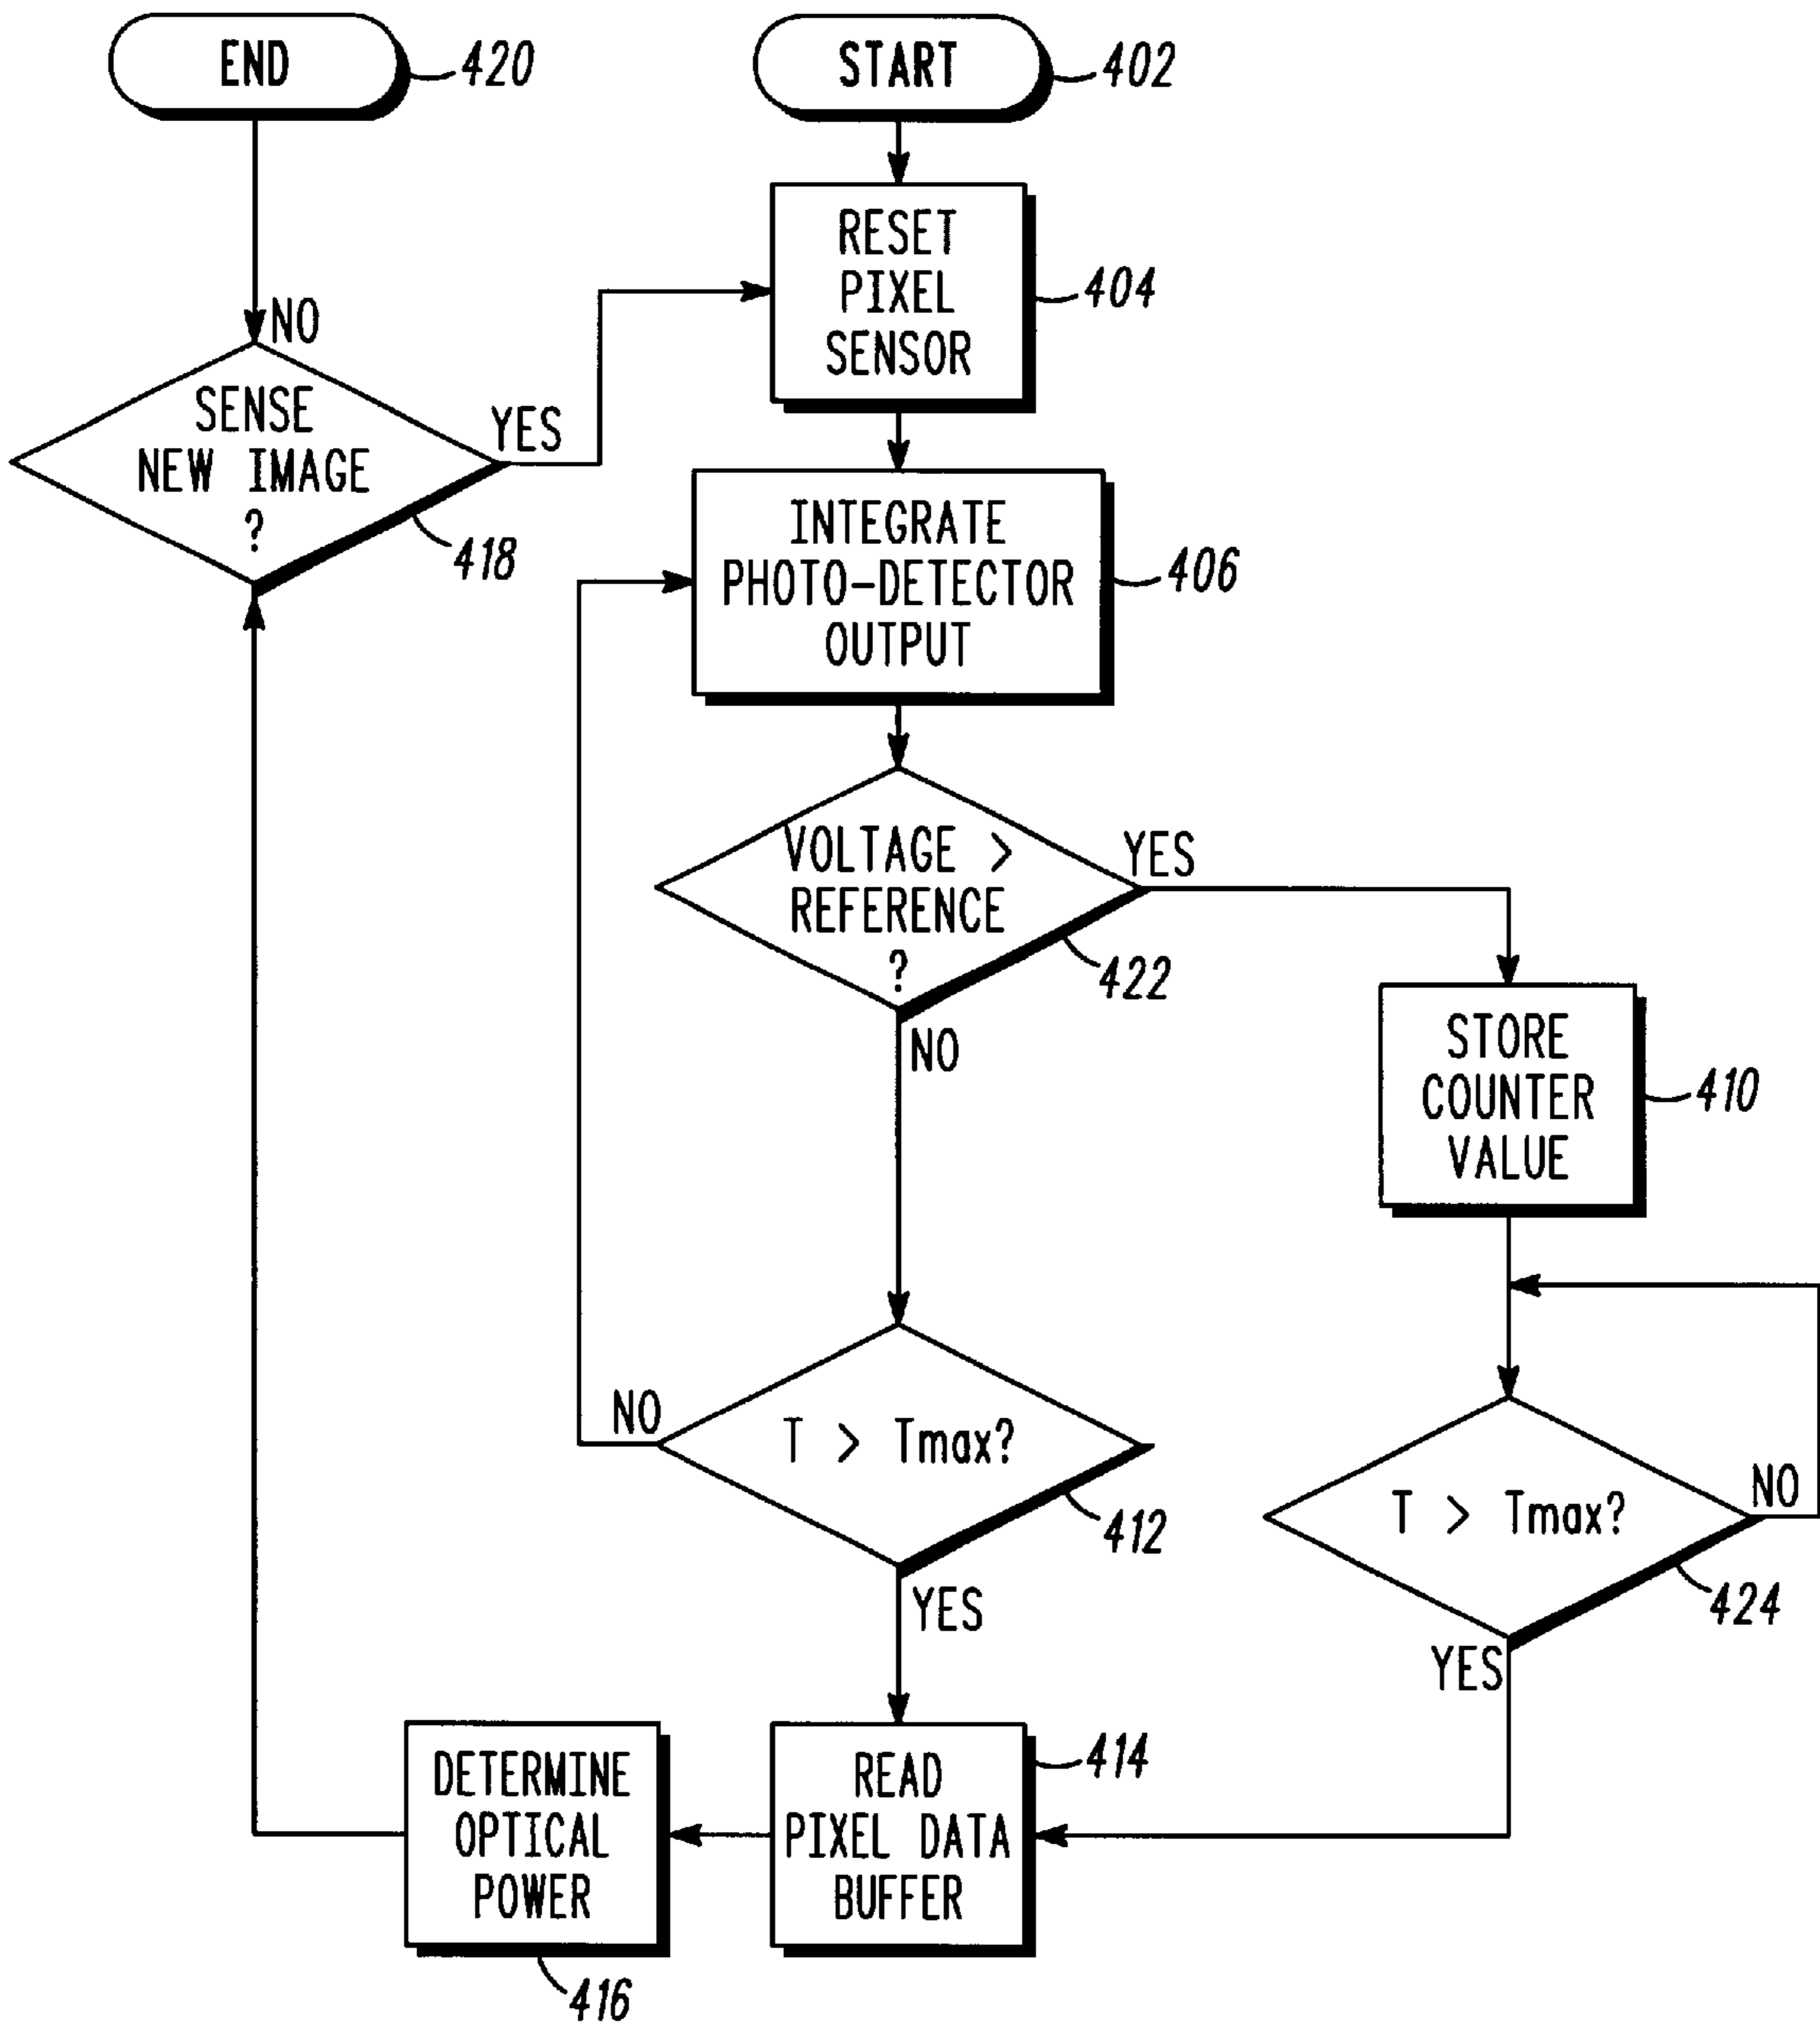 END
420
START
402
RESET
PIXEL
SENSOR
404
NO
SENSE
NEW IMAGE
?
YES
418
INTEGRATE
PHOTO-DETECTOR
OUTPUT
406
VOLTAGE >
REFERENCE
?
YES
422
NO
STORE
COUNTER
VALUE
410
T > Tmax?
NO
412
YES
T > Tmax?
NO
424
YES
READ
PIXEL DATA
BUFFER
414
DETERMINE
OPTICAL
POWER
416